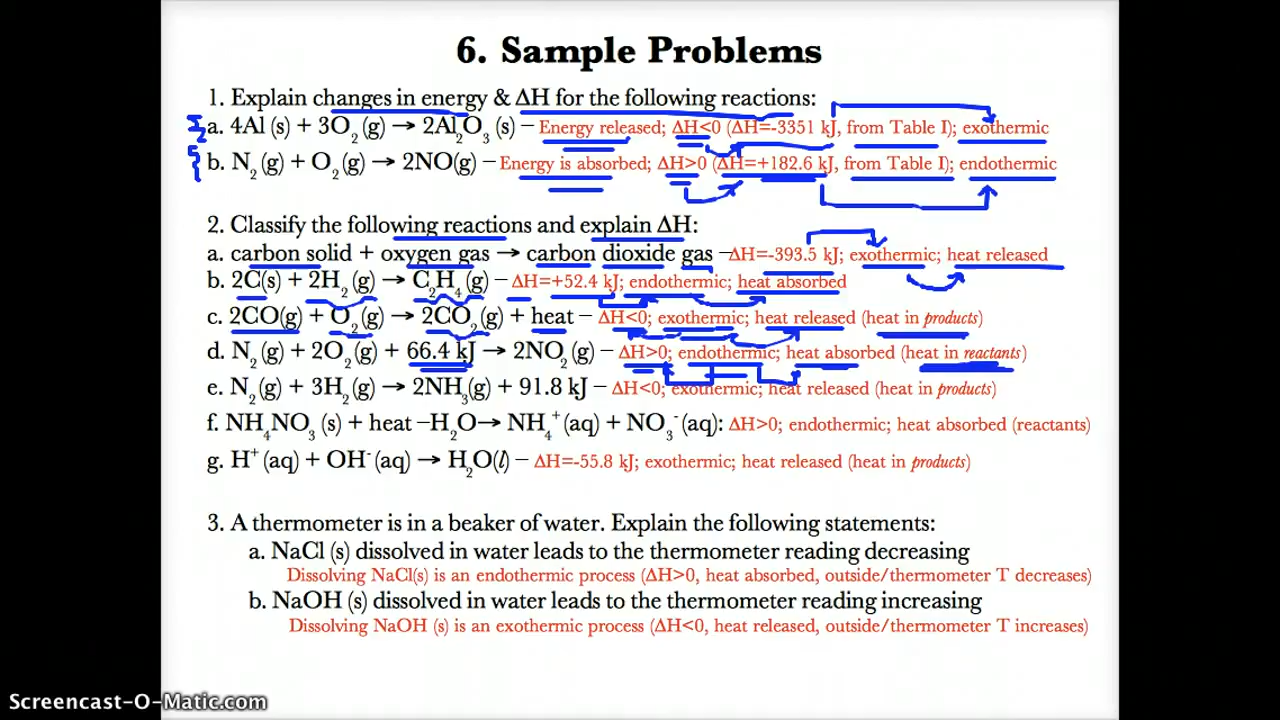 6. Sample Problems
1. Explain changes in energy & ΔH for the following reactions:
a. 4Al (s) + 3O₂ (g) → 2Al₂O₃ (s) – Energy released; ΔH<0 (ΔH=-3351 kJ, from Table I); exothermic
b. N₂ (g) + O₂ (g) → 2NO(g) – Energy is absorbed; ΔH>0 (ΔH=+182.6 kJ, from Table I); endothermic
2. Classify the following reactions and explain ΔH:
a. carbon solid + oxygen gas → carbon dioxide gas –ΔH=-393.5 kJ; exothermic; heat released
b. 2C(s) + 2H₂ (g) → C₂H₄ (g) – ΔH=+52.4 kJ; endothermic; heat absorbed
c. 2CO(g) + O₂ (g) → 2CO₂ (g) + heat – ΔH<0; exothermic; heat released (heat in products)
d. N₂ (g) + 2O₂ (g) + 66.4 kJ → 2NO₂ (g) – ΔH>0; endothermic; heat absorbed (heat in reactants)
e. N₂ (g) + 3H₂ (g) → 2NH₃(g) + 91.8 kJ – ΔH<0; exothermic; heat released (heat in products)
f. NH₄NO₃ (s) + heat –H₂O→ NH₄⁺ (aq) + NO₃⁻ (aq): ΔH>0; endothermic; heat absorbed (reactants)
g. H⁺ (aq) + OH⁻ (aq) → H₂O(l) – ΔH=-55.8 kJ; exothermic; heat released (heat in products)
3. A thermometer is in a beaker of water. Explain the following statements:
a. NaCl (s) dissolved in water leads to the thermometer reading decreasing
Dissolving NaCl(s) is an endothermic process (ΔH>0, heat absorbed, outside/thermometer T decreases)
b. NaOH (s) dissolved in water leads to the thermometer reading increasing
Dissolving NaOH (s) is an exothermic process (ΔH<0, heat released, outside/thermometer T increases)
Screencast-O-Matic.com